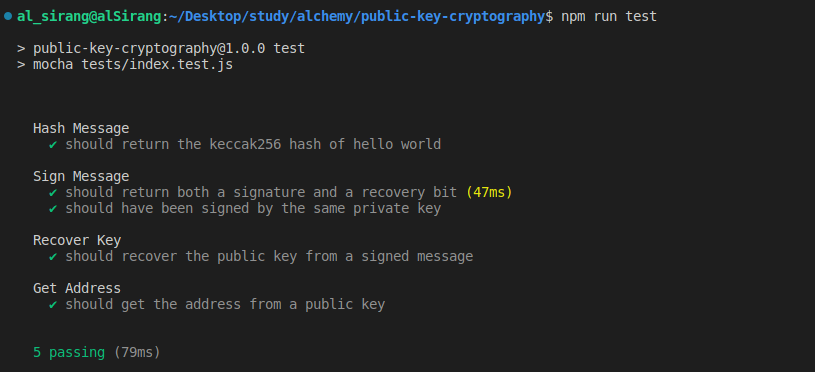 al_sirang@alSirang:~/Desktop/study/alchemy/public-key-cryptography$ npm run test
> public-key-cryptography@1.0.0 test
> mocha tests/index.test.js
Hash Message
✔ should return the keccak256 hash of hello world
Sign Message
✔ should return both a signature and a recovery bit (47ms)
✔ should have been signed by the same private key
Recover Key
✔ should recover the public key from a signed message
Get Address
✔ should get the address from a public key
5 passing (79ms)